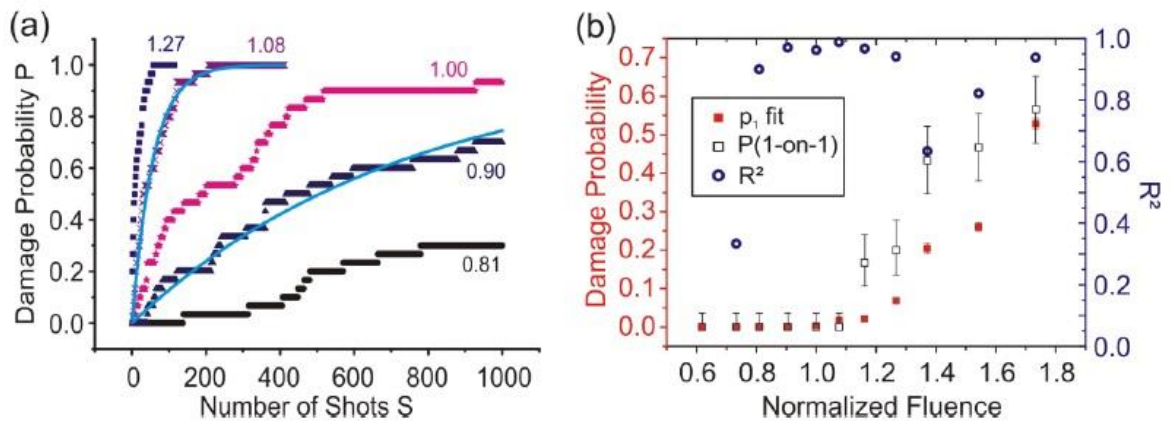 (a)
1.27
1.08
1.00
0.90
0.81
Damage Probability P
1.0
0.8
0.6
0.4
0.2
0.0
0 200 400 600 800 1000
Number of Shots S
(b)
Damage Probability
0.7
0.6
0.5
0.4
0.3
0.2
0.1
0.0
p₁ fit
P(1-on-1)
R²
1.0
0.8
0.6
0.4
0.2
0.0
R²
0.6 0.8 1.0 1.2 1.4 1.6 1.8
Normalized Fluence